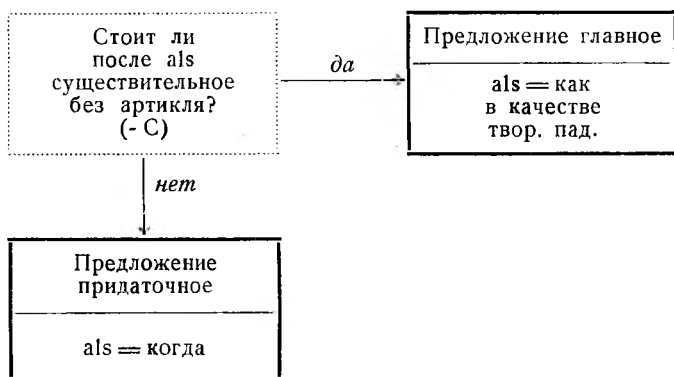 Стоит ли
после als
существительное
без артикля?
(- С)
да
Предложение главное
als = как
в качестве
твор. пад.
нет
Предложение
придаточное
als = когда